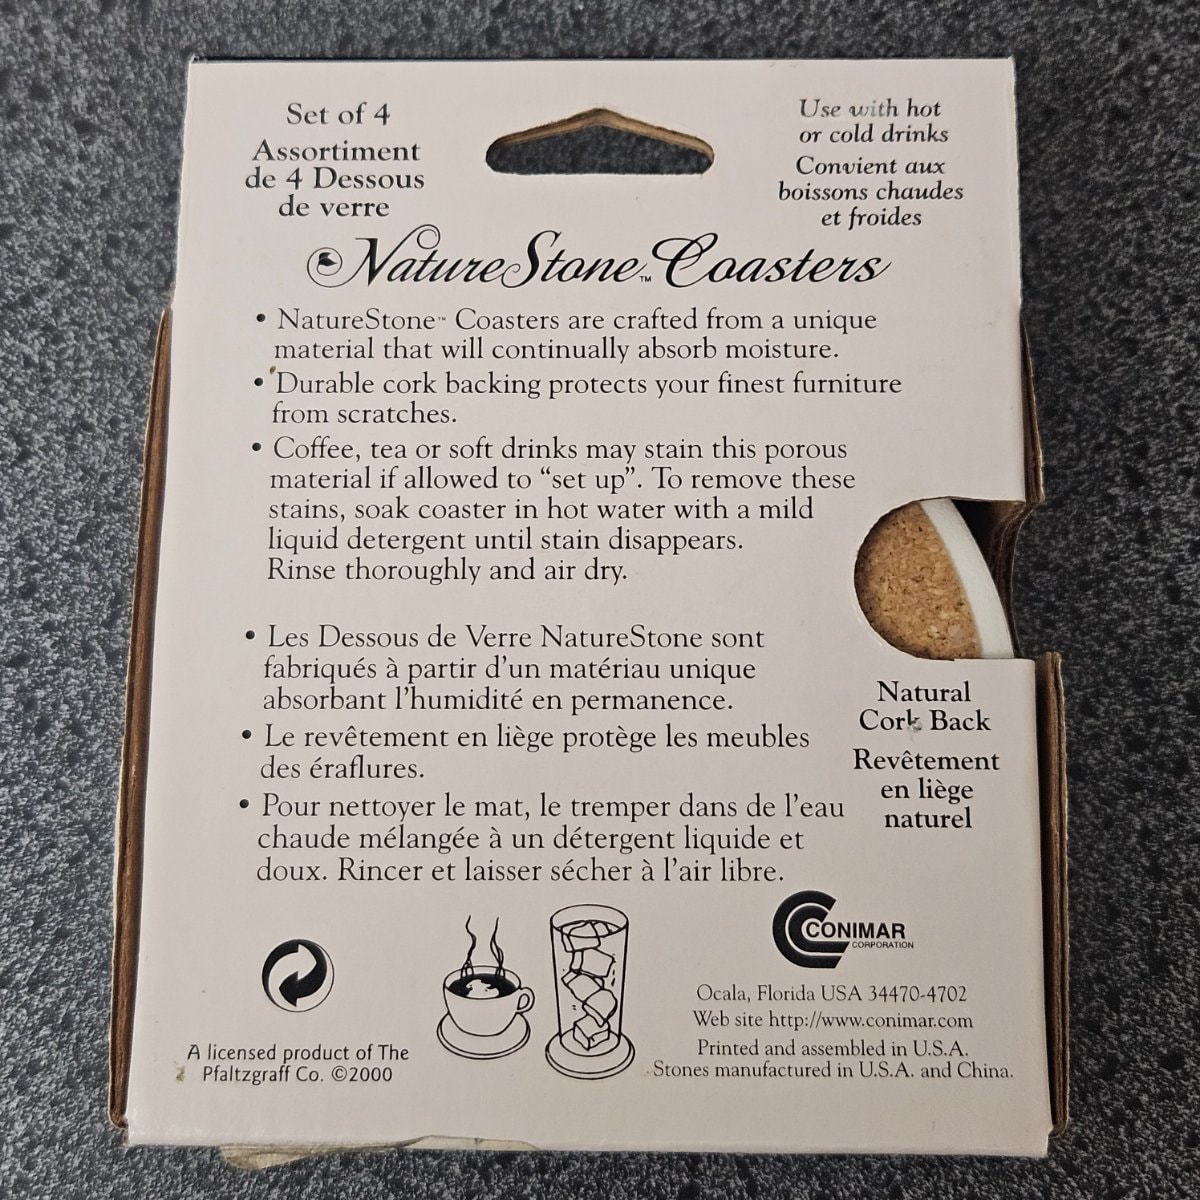 Set of 4
Assortiment
de 4 Dessous
de verre
Use with hot
or cold drinks
Convient aux
boissons chaudes
et froides
NatureStone™ Coasters
• NatureStone™ Coasters are crafted from a unique
material that will continually absorb moisture.
• Durable cork backing protects your finest furniture
from scratches.
• Coffee, tea or soft drinks may stain this porous
material if allowed to “set up”. To remove these
stains, soak coaster in hot water with a mild
liquid detergent until stain disappears.
Rinse thoroughly and air dry.
• Les Dessous de Verre NatureStone sont
fabriqués à partir d’un matériau unique
absorbant l’humidité en permanence.
• Le revêtement en liège protège les meubles
des éraflures.
• Pour nettoyer le mat, le tremper dans de l’eau
chaude mélangée à un détergent liquide et
doux. Rincer et laisser sécher à l’air libre.
Natural
Cork Back
Revêtement
en liège
naturel
A licensed product of The
Pfaltzgraff Co. ©2000
CONIMAR
CORPORATION
Ocala, Florida USA 34470-4702
Web site http://www.conimar.com
Printed and assembled in U.S.A.
Stones manufactured in U.S.A. and China.